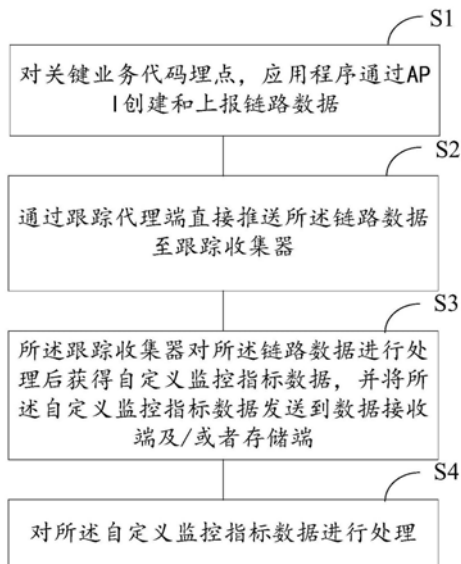 S1
对关键业务代码埋点，应用程序通过AP
I创建和上报链路数据
S2
通过跟踪代理端直接推送所述链路数据
至跟踪收集器
S3
所述跟踪收集器对所述链路数据进行处
理后获得自定义监控指标数据，并将所
述自定义监控指标数据发送到数据接收
端及/或者存储端
S4
对所述自定义监控指标数据进行处理